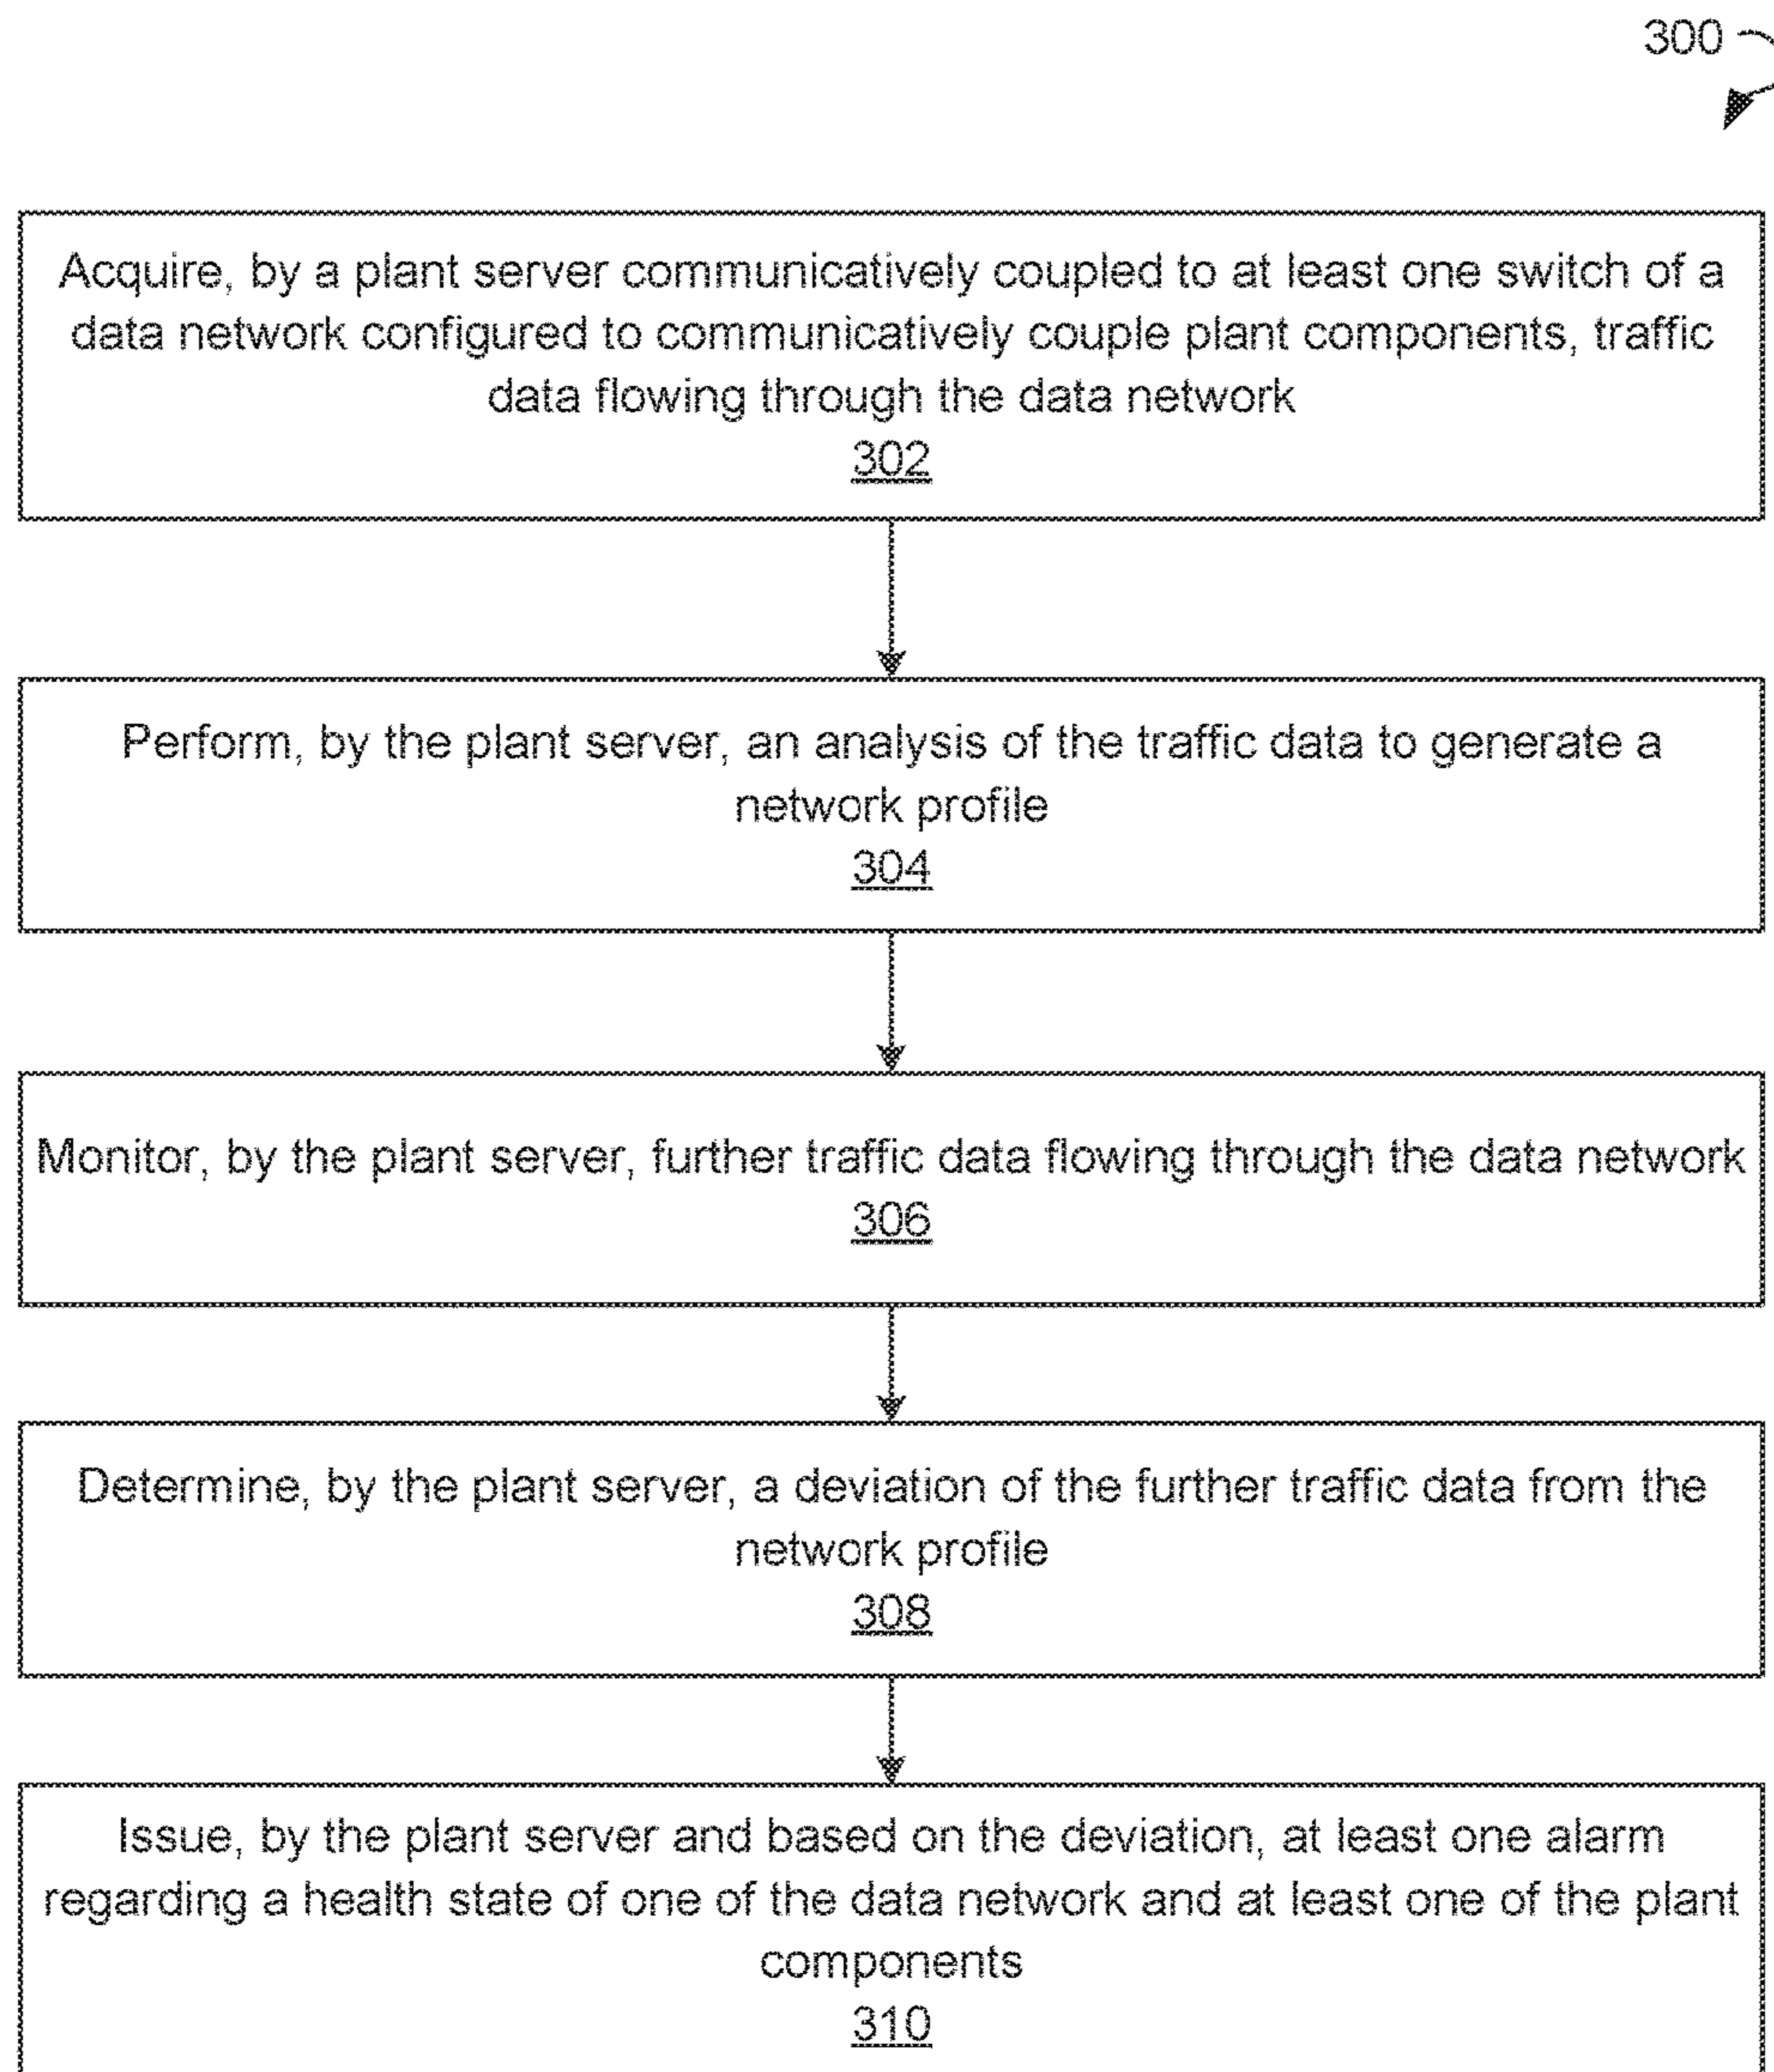 300
Acquire, by a plant server communicatively coupled to at least one switch of a
data network configured to communicatively couple plant components, traffic
data flowing through the data network
302
Perform, by the plant server, an analysis of the traffic data to generate a
network profile
304
Monitor, by the plant server, further traffic data flowing through the data network
306
Determine, by the plant server, a deviation of the further traffic data from the
network profile
308
Issue, by the plant server and based on the deviation, at least one alarm
regarding a health state of one of the data network and at least one of the plant
components
310